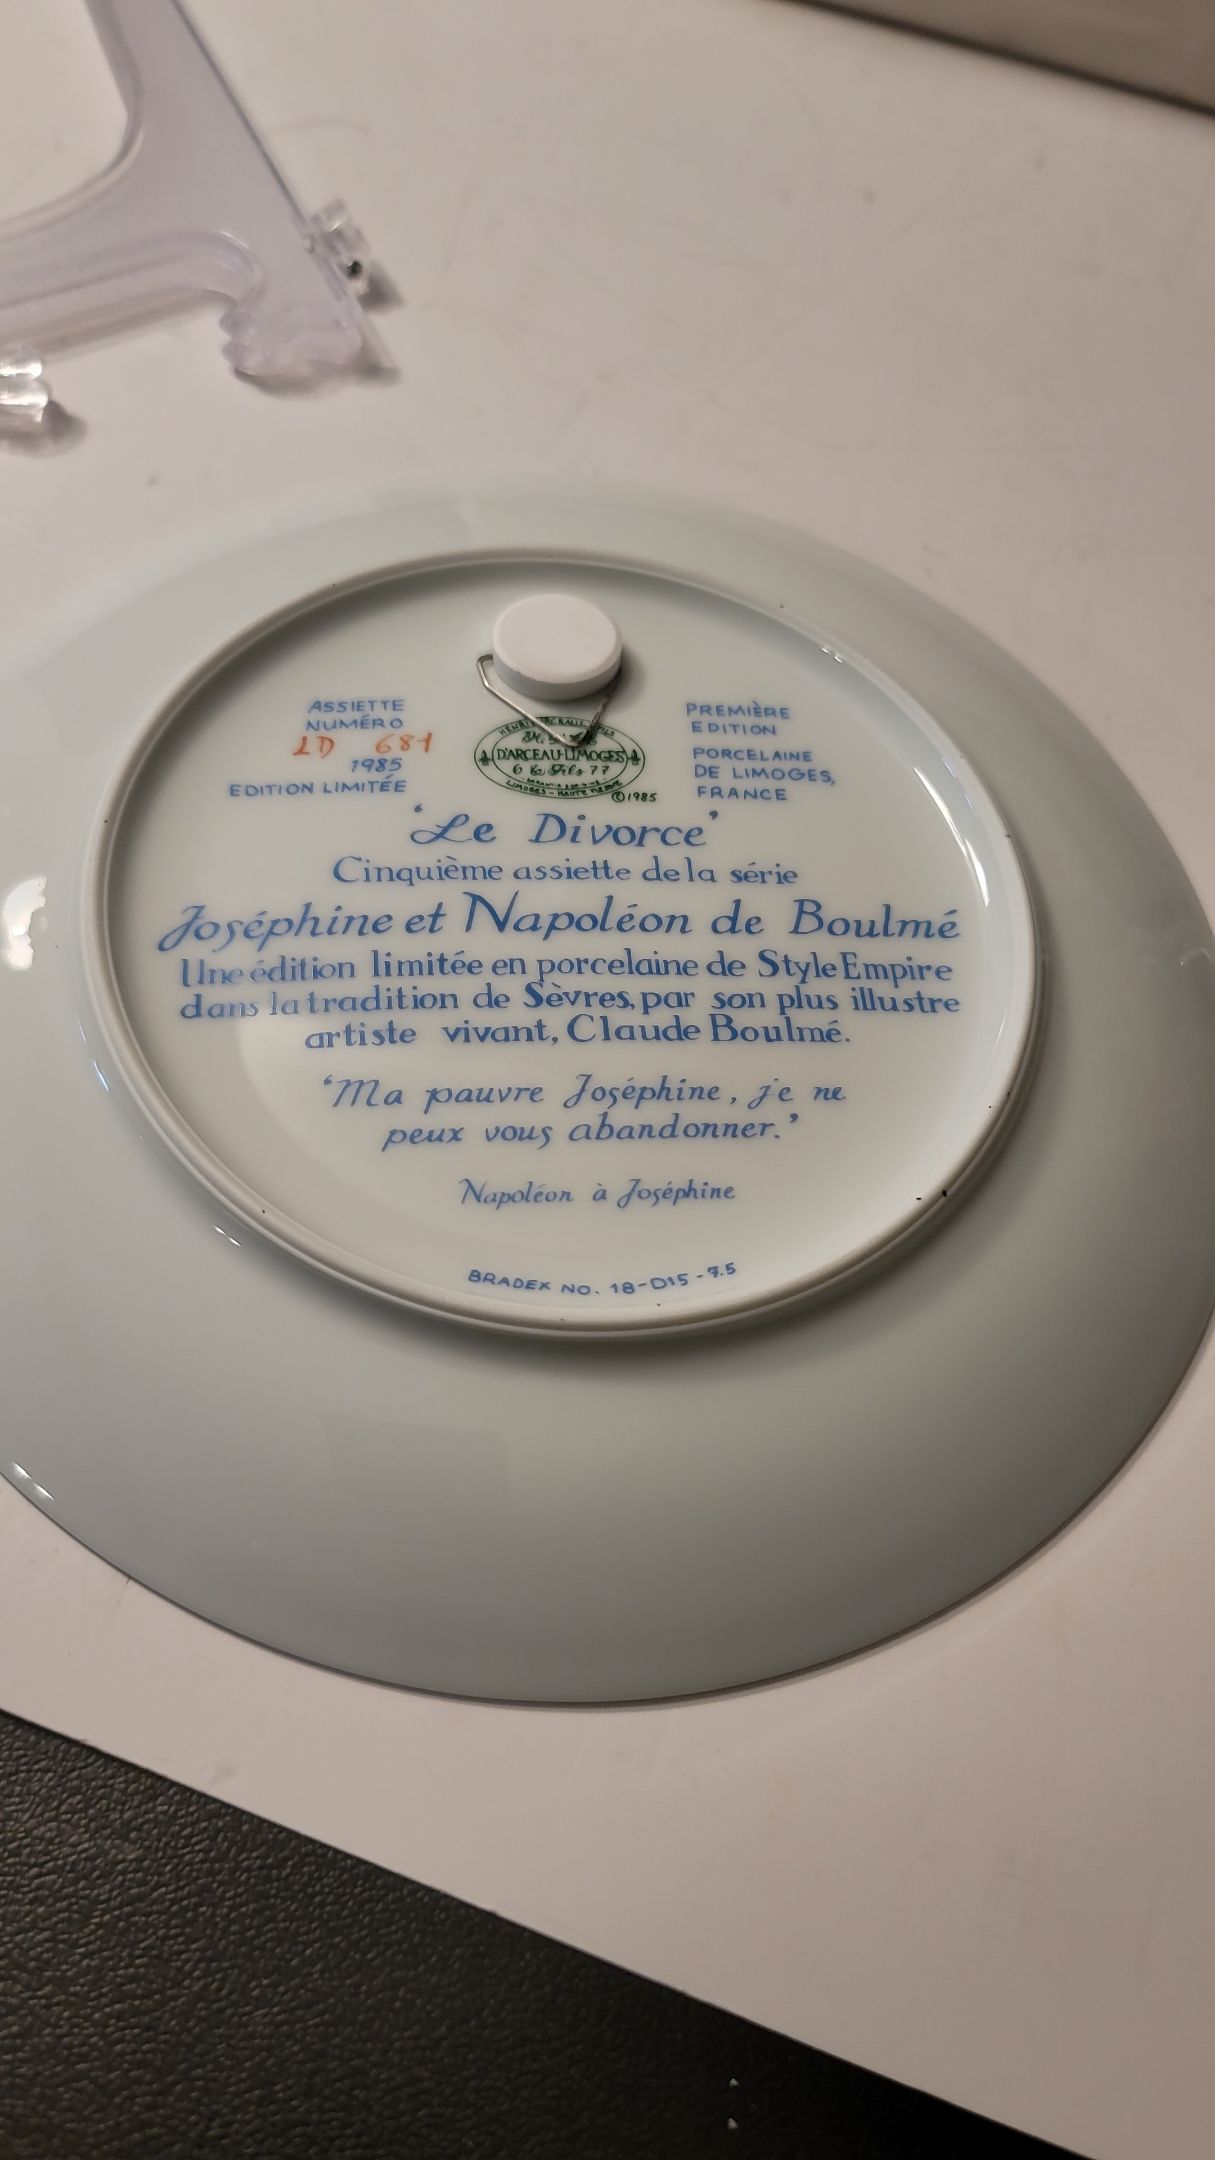 ASSIETTE
NUMÉRO
LD 681
1985
EDITION LIMITÉE
D'ARCEAU-LIMOGES
6 & Fils 77
©1985
PREMIÈRE
EDITION
PORCELAINE
DE LIMOGES,
FRANCE
'Le Divorce'
Cinquième assiette de la série
Joséphine et Napoléon de Boulmé
Une édition limitée en porcelaine de Style Empire
dans la tradition de Sèvres, par son plus illustre
artiste vivant, Claude Boulmé.
'Ma pauvre Joséphine, je ne
peux vous abandonner.'
Napoléon à Joséphine
BRADEX NO. 18-D15-7.5